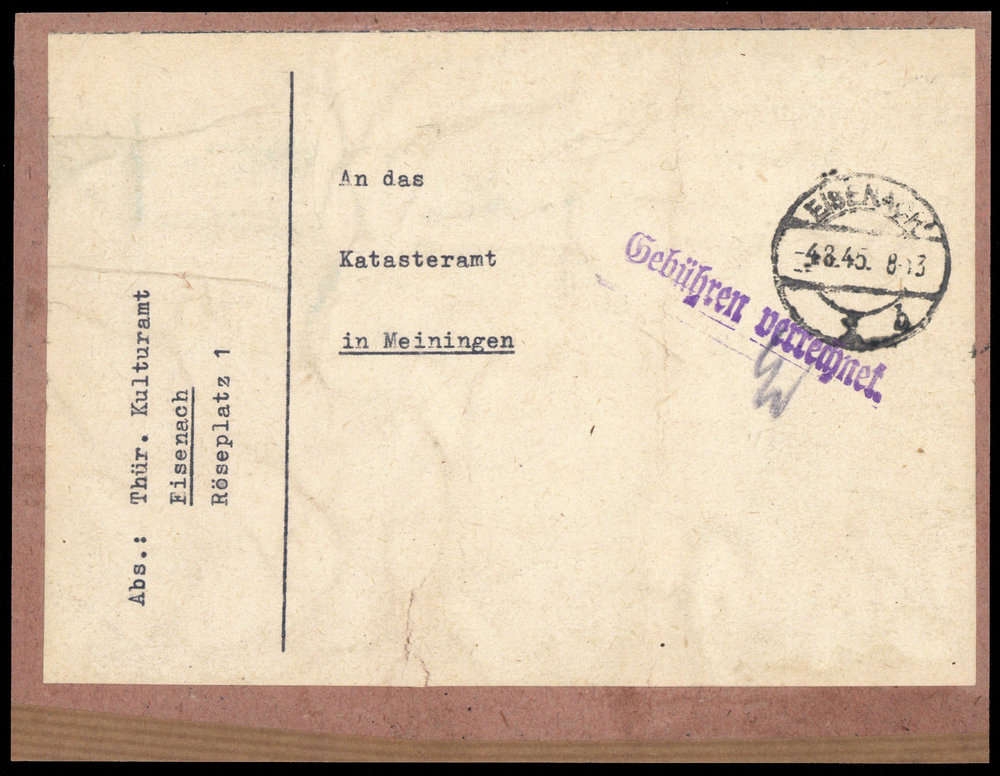 Abs.: Thür. Kulturamt
Eisenach
Röseplatz 1
An das
Katasteramt
in Meiningen
Gebühren verrechnet.
EISENACH
-4.8.45. 8-13
b